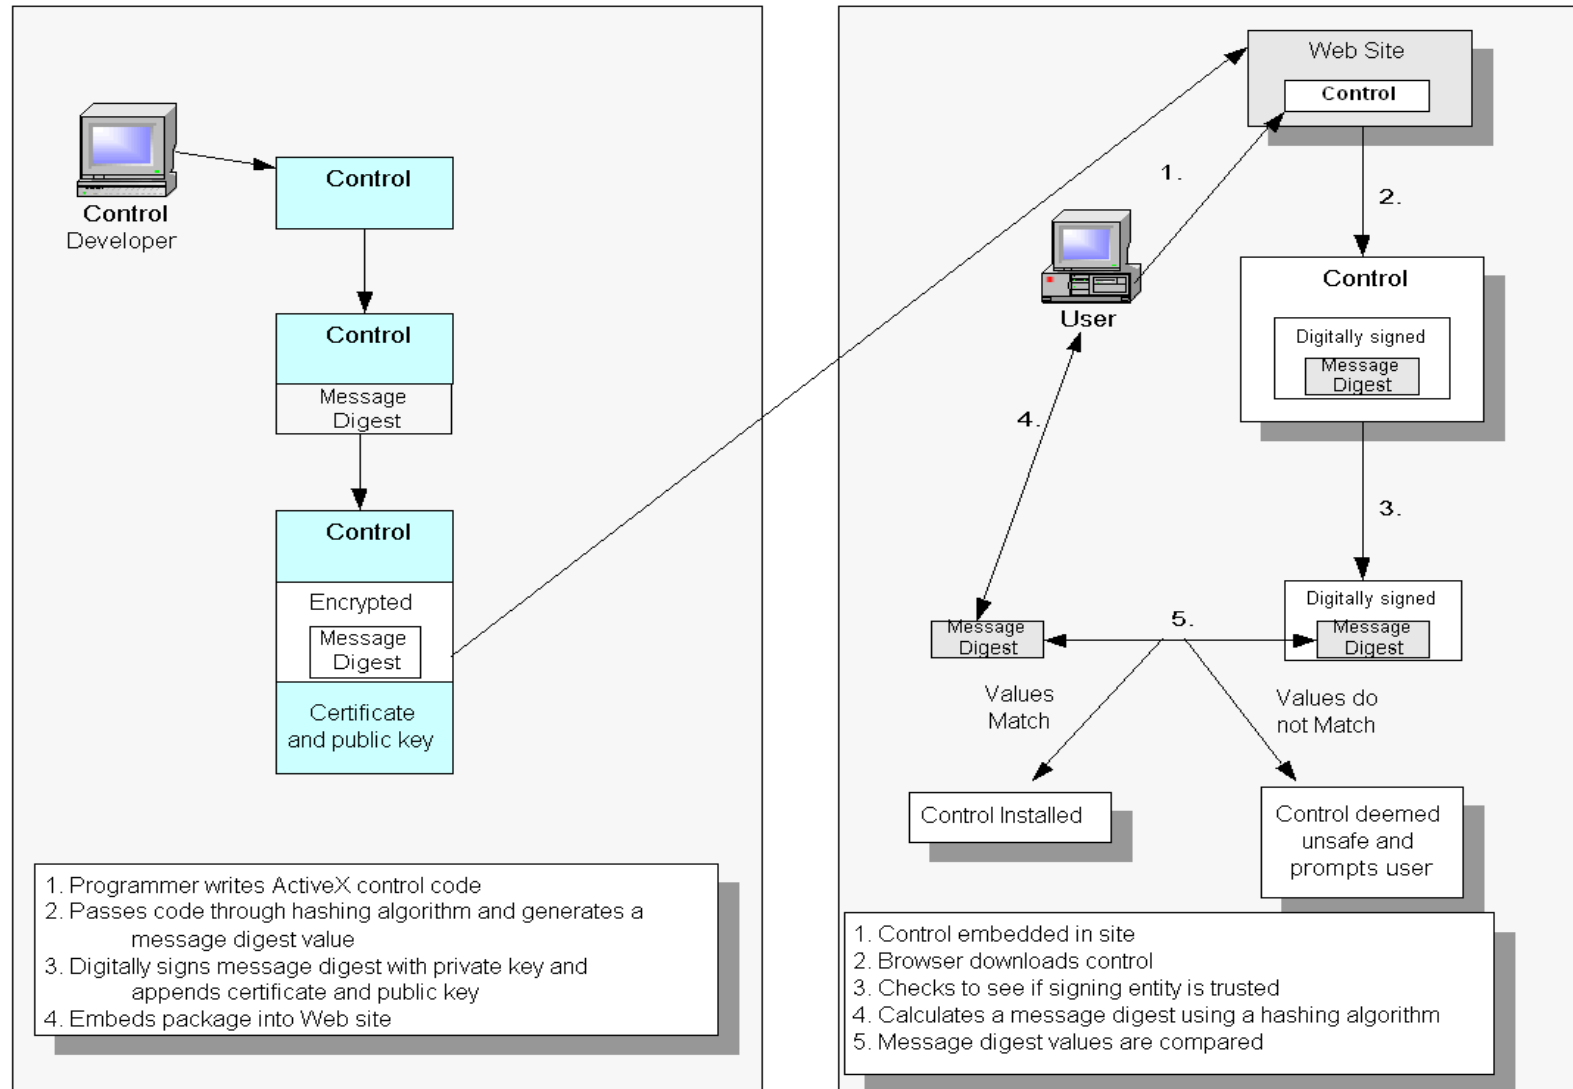 Control
Developer
Control
Control
Message
Digest
Control
Encrypted
Message
Digest
Certificate
and public key
1. Programmer writes ActiveX control code
2. Passes code through hashing algorithm and generates a
message digest value
3. Digitally signs message digest with private key and
appends certificate and public key
4. Embeds package into Web site
Web Site
Control
1.
2.
User
Control
Digitally signed
Message
Digest
4.
3.
Digitally signed
Message
Digest
5.
Message
Digest
Values
Match
Values do
not Match
Control Installed
Control deemed
unsafe and
prompts user
1. Control embedded in site
2. Browser downloads control
3. Checks to see if signing entity is trusted
4. Calculates a message digest using a hashing algorithm
5. Message digest values are compared